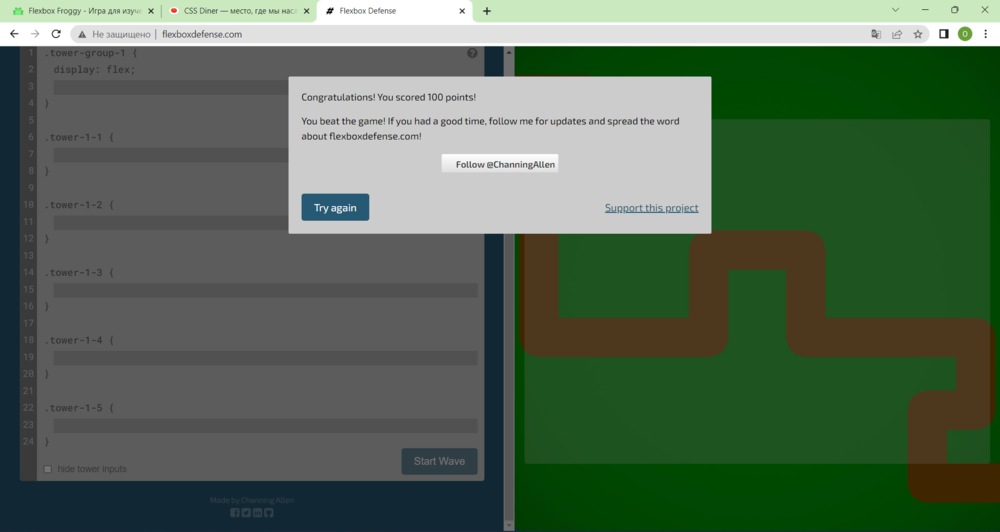 Flexbox Froggy - Игра для изуче
CSS Diner — место, где мы насл
Flexbox Defense
Не защищено
flexboxdefense.com
O
1 .tower-group-1 {
2 display: flex;
3
4 }
5
6 .tower-1-1 {
7
8 }
9
10 .tower-1-2 {
11
12 }
13
14 .tower-1-3 {
15
16 }
17
18 .tower-1-4 {
19
20 }
21
22 .tower-1-5 {
23
24 }
hide tower inputs
Start Wave
Made by Channing Allen
Congratulations! You scored 100 points!
You beat the game! If you had a good time, follow me for updates and spread the word
about flexboxdefense.com!
Follow @ChanningAllen
Try again
Support this project